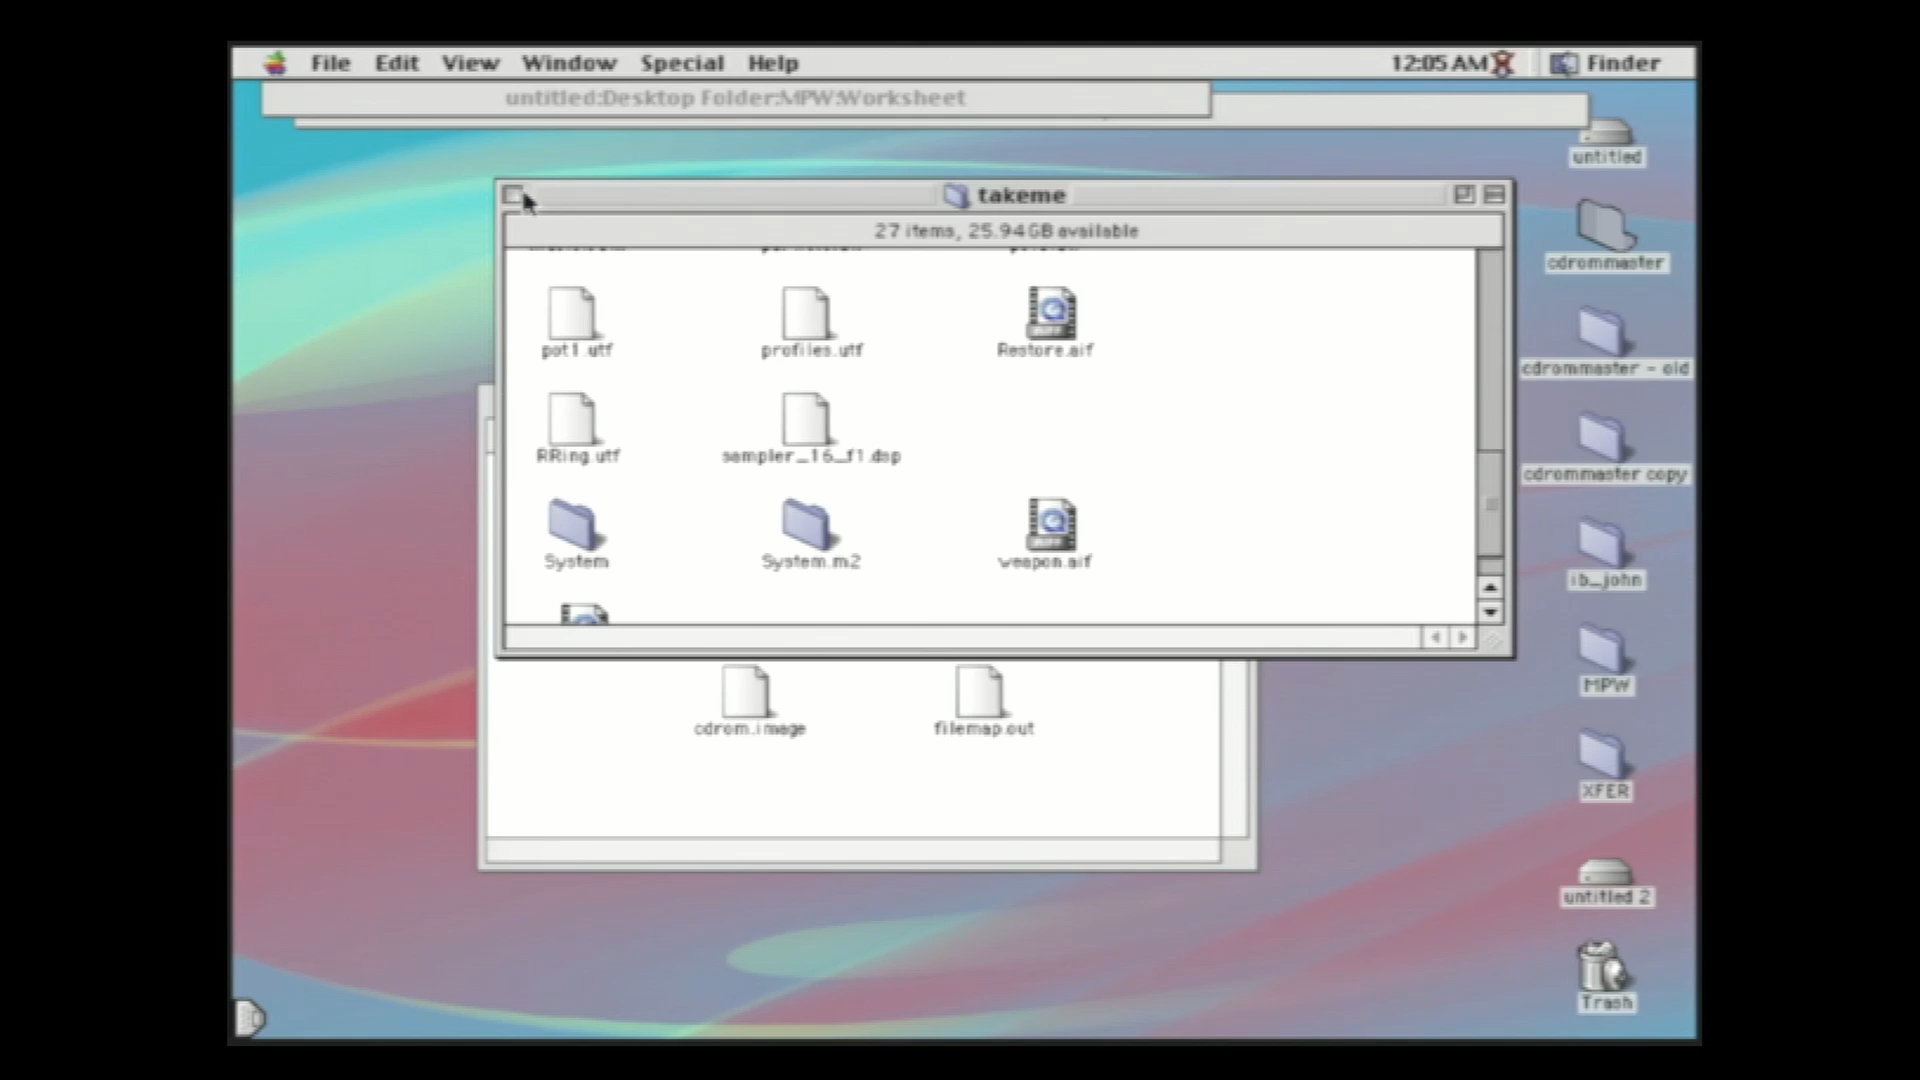 File Edit View Window Special Help 12:05 AM Finder
untitled:Desktop Folder:MPW:Worksheet
untitled
takeme
27 items, 25.94 GB available
cdrommaster
pot1.utf profiles.utf Restore.aif
cdrommaster - old
RRing.utf sampler_16_f1.dsp
cdrommaster copy
System System.m2 weapon.aif
ib_john
MPW
cdrom.image filemap.out
XFER
untitled 2
Trash